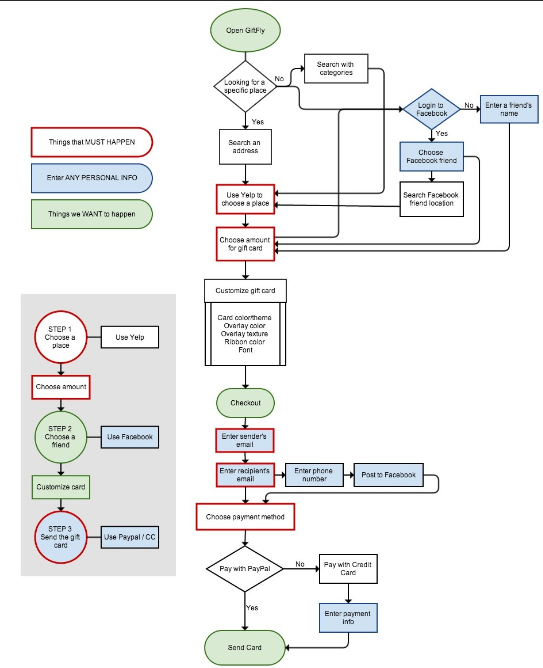 Open GiftFly
Looking for a
specific place
No
Search with
categories
Login to
Facebook
No
Enter a friend's
name
Yes
Yes
Search an
address
Choose
Facebook friend
Things that MUST HAPPEN
Enter ANY PERSONAL INFO
Things we WANT to happen
Use Yelp to
choose a place
Search Facebook
friend location
Choose amount
for gift card
Customize gift card
Card color/theme
Overlay color
Overlay texture
Ribbon color
Font
STEP 1
Choose a
place
Use Yelp
Choose amount
STEP 2
Choose a
friend
Use Facebook
Customize card
STEP 3
Send the gift
card
Use Paypal / CC
Checkout
Enter sender's
email
Enter recipient's
email
Enter phone
number
Post to Facebook
Choose payment method
Pay with PayPal
No
Pay with Credit
Card
Yes
Enter payment
info
Send Card